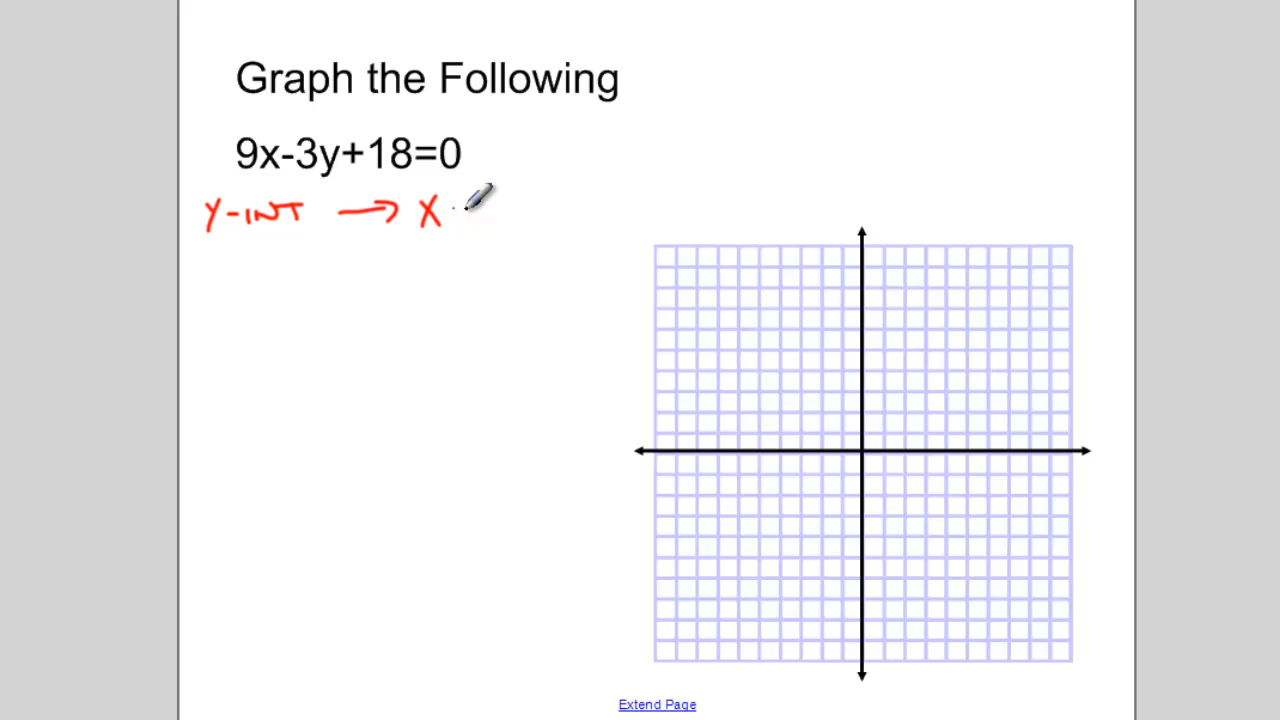 Graph the Following
9x-3y+18=0
Y-INT → X
Extend Page